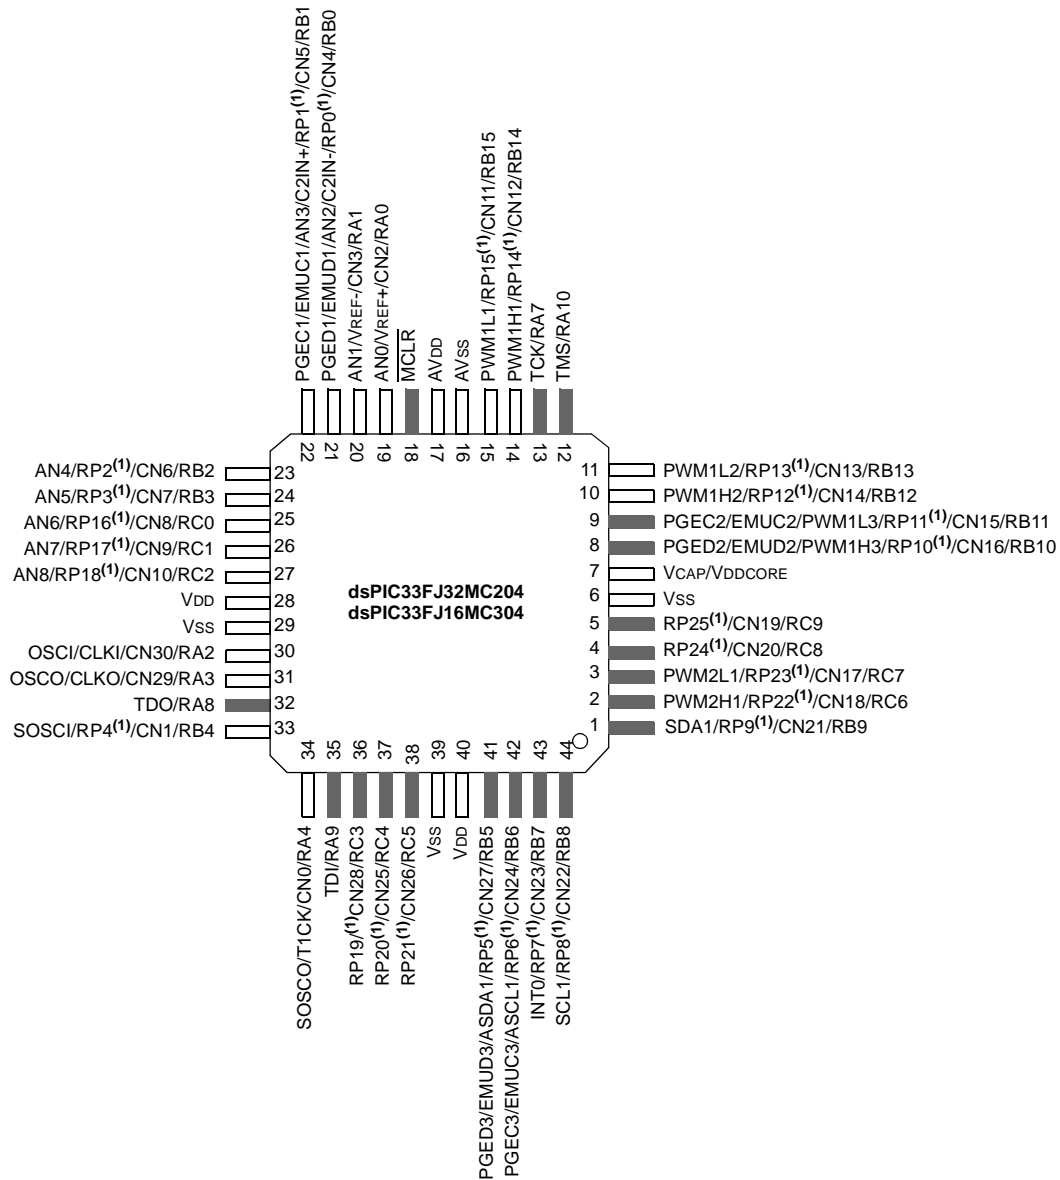 PGEC1/EMUC1/AN3/C2IN+/RP1(1)/CN5/RB1
PGED1/EMUD1/AN2/C2IN-/RP0(1)/CN4/RB0
AN1/VREF-/CN3/RA1
AN0/VREF+/CN2/RA0
MCLR
AVDD
AVSS
PWM1L1/RP15(1)/CN11/RB15
PWM1H1/RP14(1)/CN12/RB14
TCK/RA7
TMS/RA10
22
21
20
19
18
17
16
15
14
13
12
AN4/RP2(1)/CN6/RB2 23
AN5/RP3(1)/CN7/RB3 24
AN6/RP16(1)/CN8/RC0 25
AN7/RP17(1)/CN9/RC1 26
AN8/RP18(1)/CN10/RC2 27
VDD 28
VSS 29
OSCI/CLKI/CN30/RA2 30
OSCO/CLKO/CN29/RA3 31
TDO/RA8 32
SOSCI/RP4(1)/CN1/RB4 33
dsPIC33FJ32MC204
dsPIC33FJ16MC304
11 PWM1L2/RP13(1)/CN13/RB13
10 PWM1H2/RP12(1)/CN14/RB12
9 PGEC2/EMUC2/PWM1L3/RP11(1)/CN15/RB11
8 PGED2/EMUD2/PWM1H3/RP10(1)/CN16/RB10
7 VCAP/VDDCORE
6 VSS
5 RP25(1)/CN19/RC9
4 RP24(1)/CN20/RC8
3 PWM2L1/RP23(1)/CN17/RC7
2 PWM2H1/RP22(1)/CN18/RC6
1 SDA1/RP9(1)/CN21/RB9
34
35
36
37
38
39
40
41
42
43
44
SOSCO/T1CK/CN0/RA4
TDI/RA9
RP19/(1)CN28/RC3
RP20(1)/CN25/RC4
RP21(1)/CN26/RC5
VSS
VDD
PGED3/EMUD3/ASDA1/RP5(1)/CN27/RB5
PGEC3/EMUC3/ASCL1/RP6(1)/CN24/RB6
INT0/RP7(1)/CN23/RB7
SCL1/RP8(1)/CN22/RB8